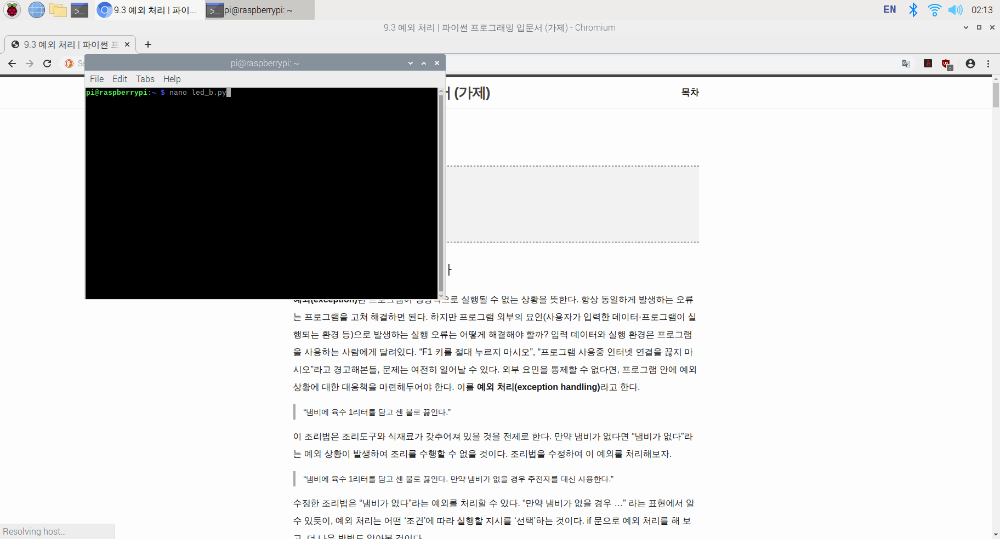 9.3 예외 처리 | 파이...
pi@raspberrypi: ~
EN
02:13
9.3 예외 처리 | 파이썬 프로그래밍 입문서 (가제) - Chromium
9.3 예외 처리 | 파이썬 프
Se
5
pi@raspberrypi: ~
File Edit Tabs Help
pi@raspberrypi:~ $ nano led_b.py
(가제)
목차
로 실행될 수 없는 상황을 뜻한다. 항상 동일하게 발생하는 오류
는 프로그램을 고쳐 해결하면 된다. 하지만 프로그램 외부의 요인(사용자가 입력한 데이터·프로그램이 실
행되는 환경 등)으로 발생하는 실행 오류는 어떻게 해결해야 할까? 입력 데이터와 실행 환경은 프로그램
을 사용하는 사람에게 달려있다. “F1 키를 절대 누르지 마시오”, “프로그램 사용중 인터넷 연결을 끊지 마
시오”라고 경고해본들, 문제는 여전히 일어날 수 있다. 외부 요인을 통제할 수 없다면, 프로그램 안에 예외
상황에 대한 대응책을 마련해두어야 한다. 이를 예외 처리(exception handling)라고 한다.
“냄비에 육수 1리터를 담고 센 불로 끓인다.”
이 조리법은 조리도구와 식재료가 갖추어져 있을 것을 전제로 한다. 만약 냄비가 없다면 “냄비가 없다”라
는 예외 상황이 발생하여 조리를 수행할 수 없을 것이다. 조리법을 수정하여 이 예외를 처리해보자.
“냄비에 육수 1리터를 담고 센 불로 끓인다. 만약 냄비가 없을 경우 주전자를 대신 사용한다.”
수정한 조리법은 “냄비가 없다”라는 예외를 처리할 수 있다. “만약 냄비가 없을 경우 …” 라는 표현에서 알
수 있듯이, 예외 처리는 어떤 ‘조건’에 따라 실행할 지시를 ‘선택’하는 것이다. if 문으로 예외 처리를 해 보
Resolving host...